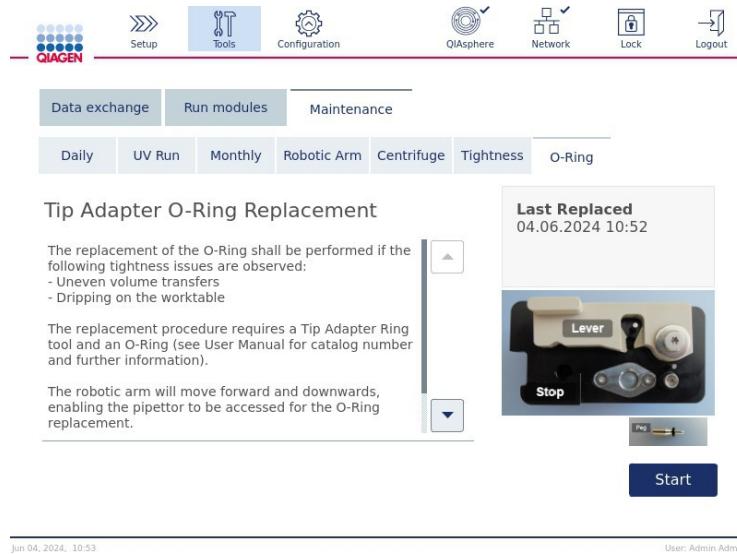 QIAGEN
Setup
Tools
Configuration
QIAsphere
Network
Lock
Logout
Data exchange
Run modules
Maintenance
Daily
UV Run
Monthly
Robotic Arm
Centrifuge
Tightness
O-Ring
Tip Adapter O-Ring Replacement
The replacement of the O-Ring shall be performed if the
following tightness issues are observed:
- Uneven volume transfers
- Dripping on the worktable
The replacement procedure requires a Tip Adapter Ring
tool and an O-Ring (see User Manual for catalog number
and further information).
The robotic arm will move forward and downwards,
enabling the pipettor to be accessed for the O-Ring
replacement.
Last Replaced
04.06.2024 10:52
Lever
Stop
Peg
Start
Jun 04, 2024, 10:53
User: Admin Adm